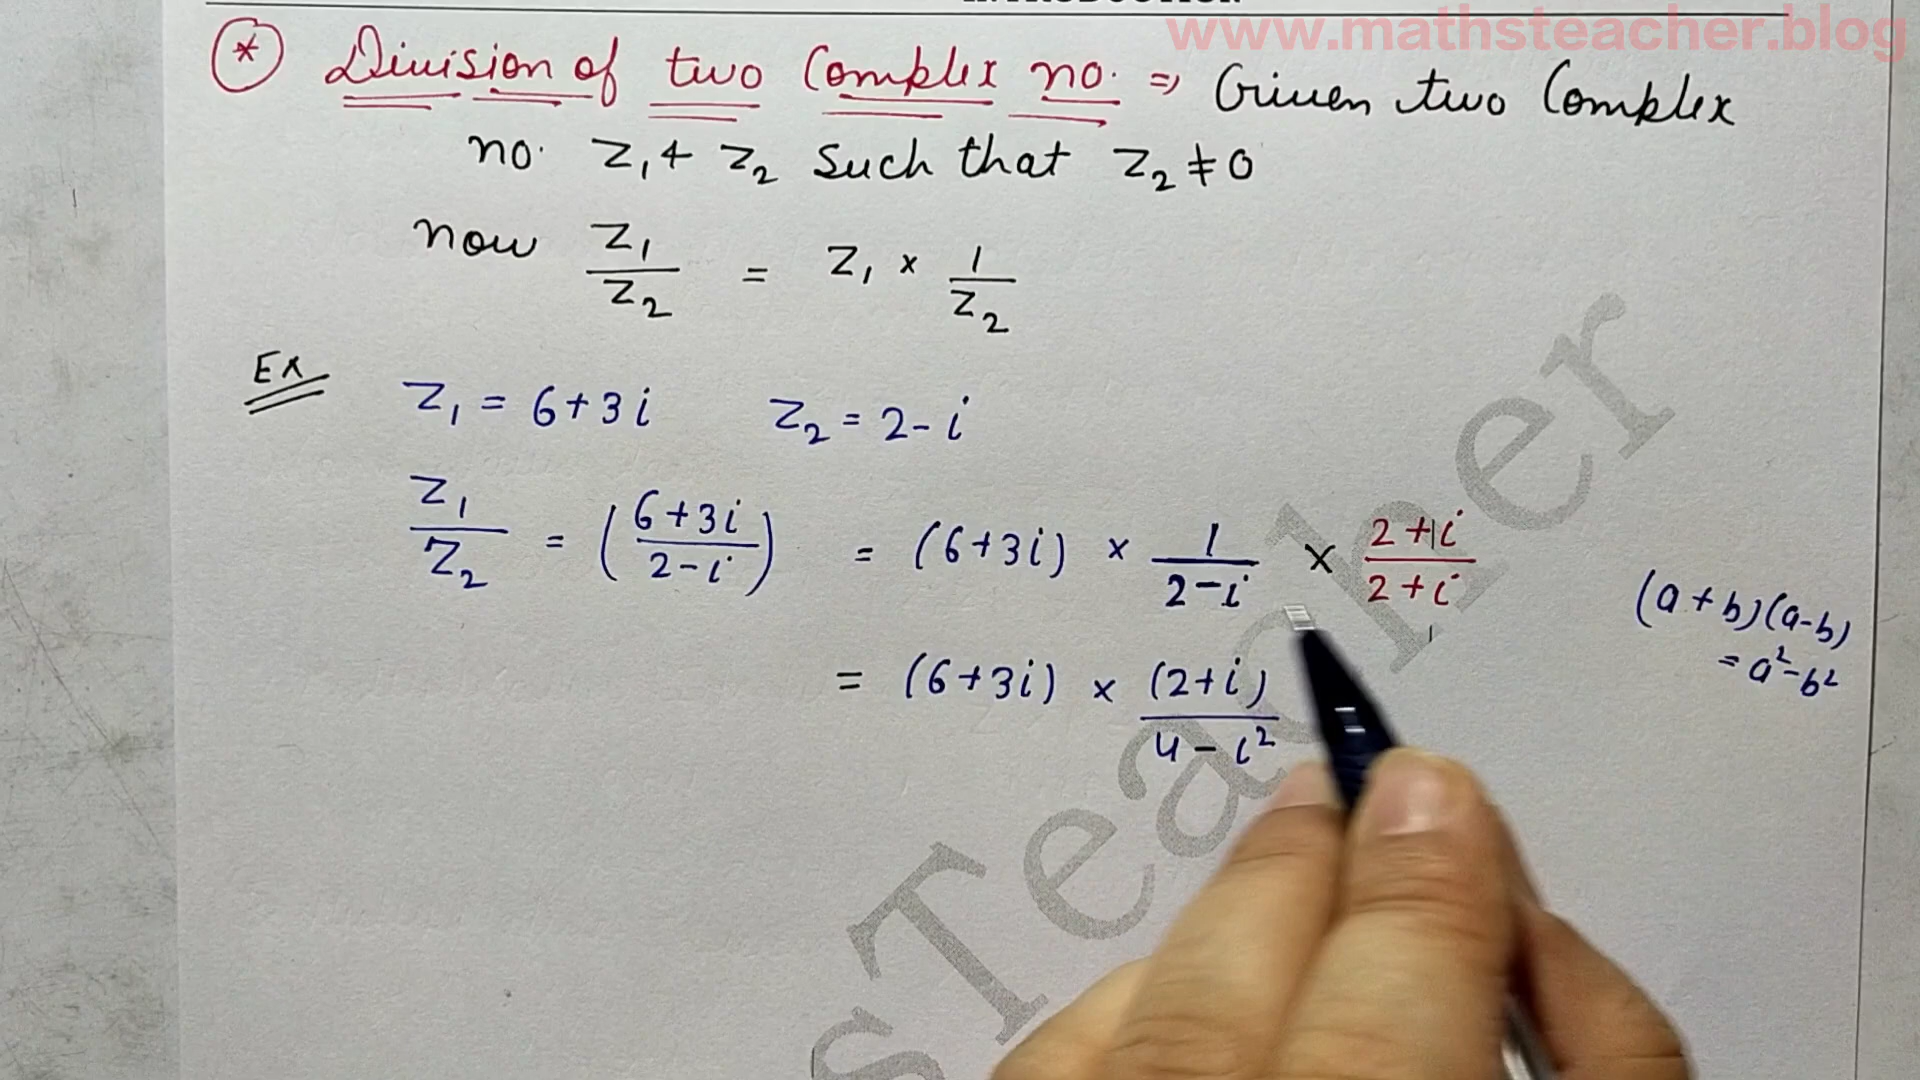 www.mathsteacher.blog
* Division of two Complex no. ⇒ Given two Complex
no. Z₁ & Z₂ such that Z₂ ≠ 0
now Z₁/Z₂ = Z₁ × 1/Z₂
Ex Z₁ = 6+3i Z₂ = 2-i
Z₁/Z₂ = ((6+3i)/(2-i)) = (6+3i) × 1/(2-i) × (2+i)/(2+i)
(a+b)(a-b)
= a²-b²
= (6+3i) × (2+i)/(4-i²)
sTeacher